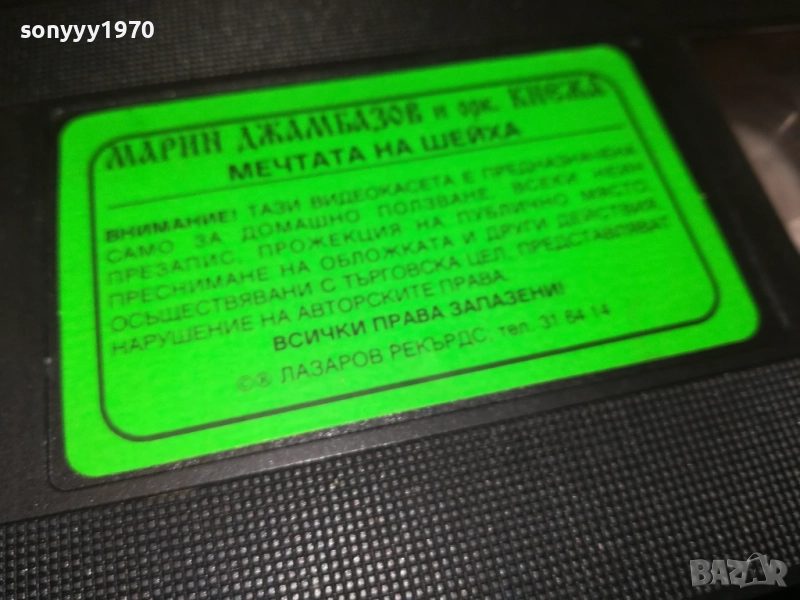 sonyyy1970
МАРИН ДЖАМБАЗОВ и орк. КНЕЖА
МЕЧТАТА НА ШЕЙХА
ВНИМАНИЕ! ТАЗИ ВИДЕОКАСЕТА Е ПРЕДНАЗНАЧЕНА
САМО ЗА ДОМАШНО ПОЛЗВАНЕ. ВСЕКИ НЕИН
ПРЕЗАПИС, ПРОЖЕКЦИЯ НА ПУБЛИЧНО МЯСТО,
ПРЕСНИМАНЕ НА ОБЛОЖКАТА И ДРУГИ ДЕЙСТВИЯ
ОСЪЩЕСТВЯВАНИ С ТЪРГОВСКА ЦЕЛ, ПРЕДСТАВЛЯВАТ
НАРУШЕНИЕ НА АВТОРСКИТЕ ПРАВА.
ВСИЧКИ ПРАВА ЗАПАЗЕНИ!
©® ЛАЗАРОВ РЕКЪРДС, тел. 31 64 14
BAZAR